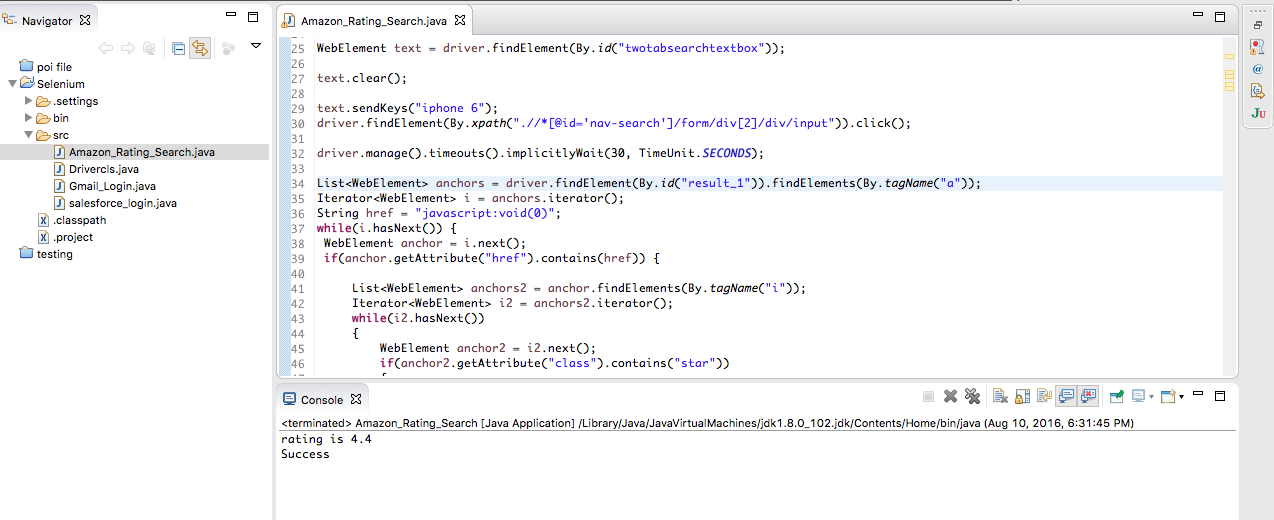 Navigator
poi file
Selenium
.settings
bin
src
Amazon_Rating_Search.java
Drivercls.java
Gmail_Login.java
salesforce_login.java
.classpath
.project
testing
Amazon_Rating_Search.java
25 WebElement text = driver.findElement(By.id("twotabsearchtextbox"));
26
27 text.clear();
28
29 text.sendKeys("iphone 6");
30 driver.findElement(By.xpath(".//*[@id='nav-search']/form/div[2]/div/input")).click();
31
32 driver.manage().timeouts().implicitlyWait(30, TimeUnit.SECONDS);
33
34 List<WebElement> anchors = driver.findElement(By.id("result_1")).findElements(By.tagName("a"));
35 Iterator<WebElement> i = anchors.iterator();
36 String href = "javascript:void(0)";
37 while(i.hasNext()) {
38 WebElement anchor = i.next();
39 if(anchor.getAttribute("href").contains(href)) {
40
41 List<WebElement> anchors2 = anchor.findElements(By.tagName("i"));
42 Iterator<WebElement> i2 = anchors2.iterator();
43 while(i2.hasNext())
44 {
45 WebElement anchor2 = i2.next();
46 if(anchor2.getAttribute("class").contains("star"))
Console
<terminated> Amazon_Rating_Search [Java Application] /Library/Java/JavaVirtualMachines/jdk1.8.0_102.jdk/Contents/Home/bin/java (Aug 10, 2016, 6:31:45 PM)
rating is 4.4
Success
@
Ju